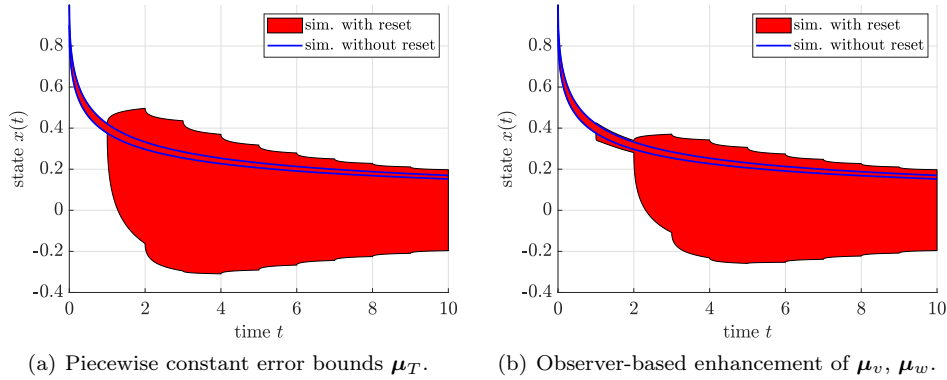 sim. with reset
sim. without reset
0.8
0.6
0.4
0.2
0
-0.2
-0.4
state x(t)
0 2 4 6 8 10
time t
(a) Piecewise constant error bounds μ_T.
sim. with reset
sim. without reset
0.8
0.6
0.4
0.2
0
-0.2
-0.4
state x(t)
0 2 4 6 8 10
time t
(b) Observer-based enhancement of μ_v, μ_w.